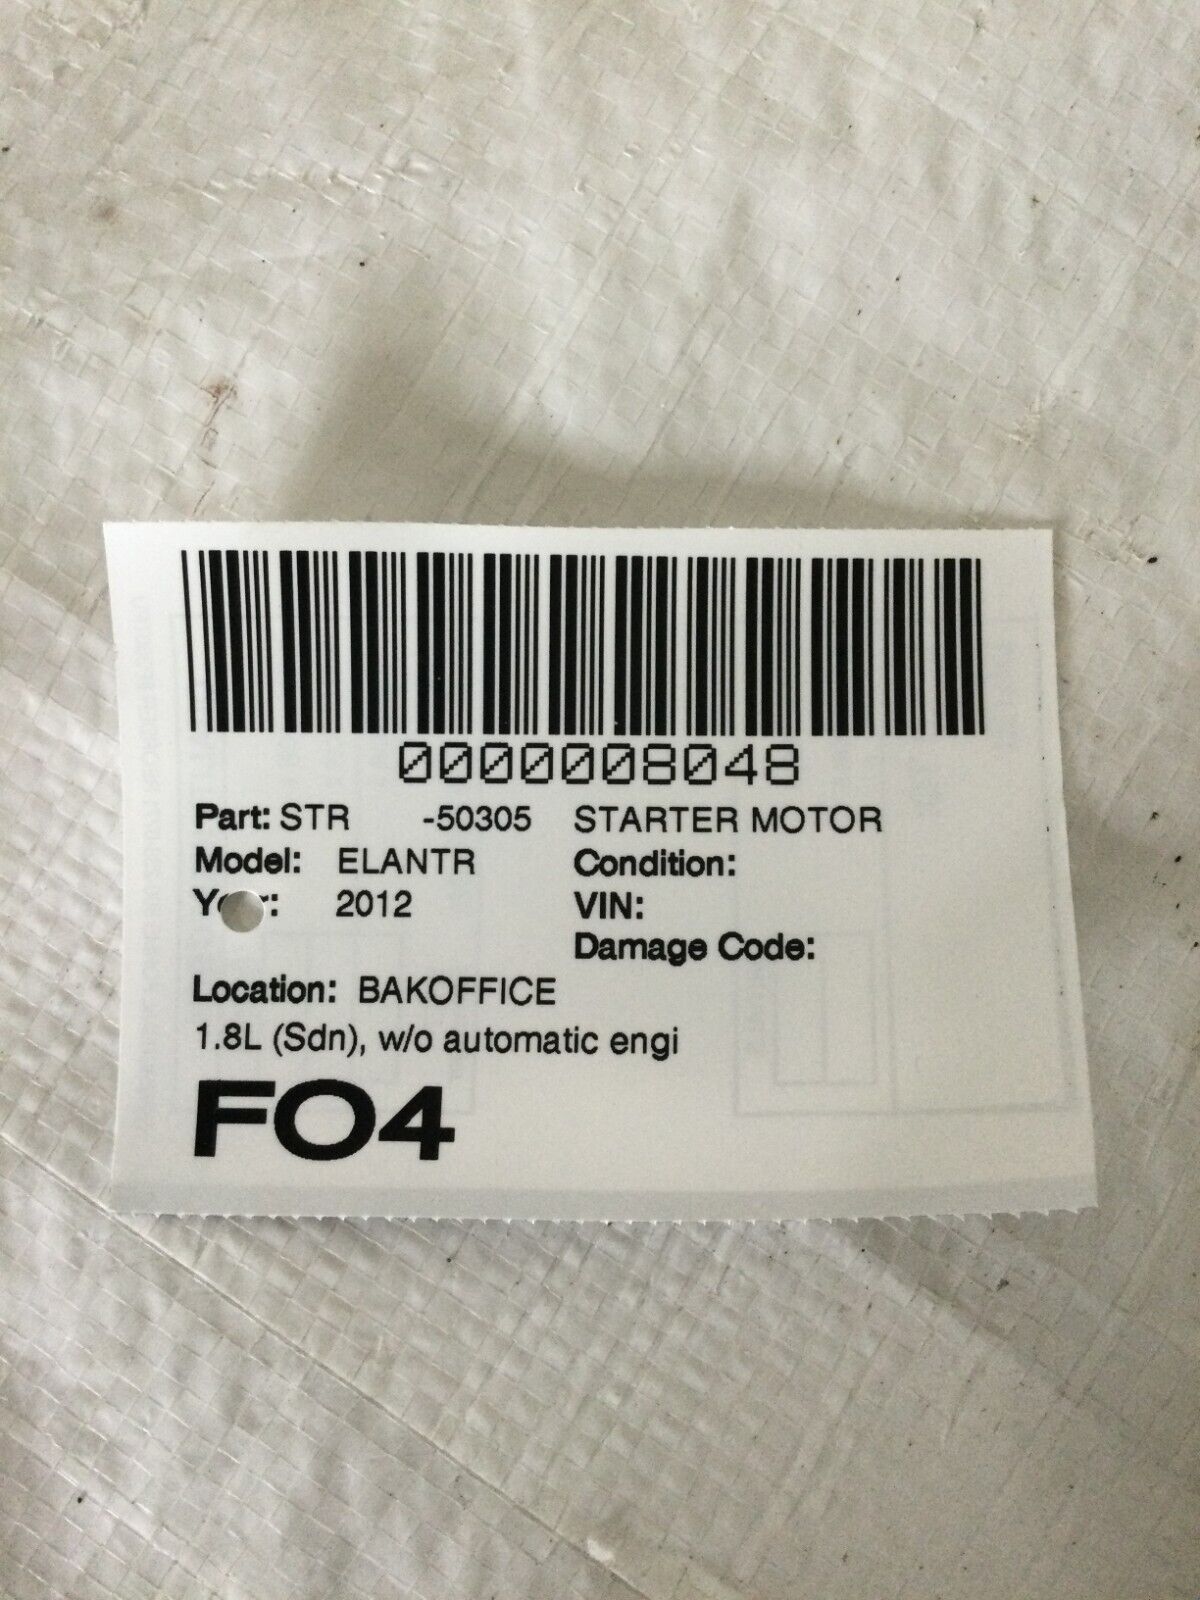 0000008048
Part: STR -50305 STARTER MOTOR
Model: ELANTR Condition:
2012 VIN:
Damage Code:
Location: BAKOFFICE
1.8L (Sdn), w/o automatic engi
FO4